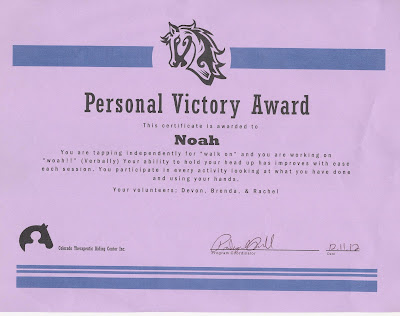 Personal Victory Award
This certificate is awarded to
Noah
You are tapping independently for "walk on" and you are working on
"woah!!" (Verbally) Your ability to hold your head up has improves with each
each session. You participate in every activity looking at what you have done
and using your hands.
Your volunteers: Devon, Brenda, & Rachel
Colorado Therapeutic Riding Center Inc.
12.11.12
Program Coordinator
Date